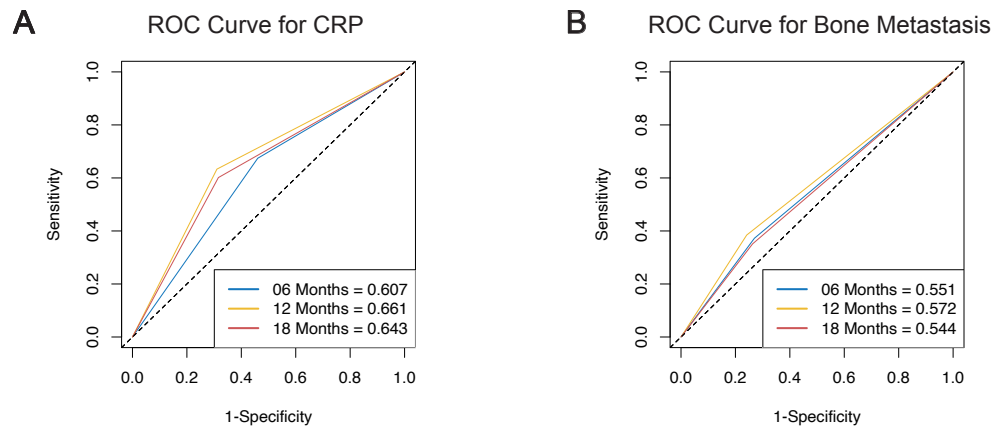 A
ROC Curve for CRP
Sensitivity
1.0
0.8
0.6
0.4
0.2
0.0
06 Months = 0.607
12 Months = 0.661
18 Months = 0.643
0.0 0.2 0.4 0.6 0.8 1.0
1-Specificity
B
ROC Curve for Bone Metastasis
Sensitivity
1.0
0.8
0.6
0.4
0.2
0.0
06 Months = 0.551
12 Months = 0.572
18 Months = 0.544
0.0 0.2 0.4 0.6 0.8 1.0
1-Specificity